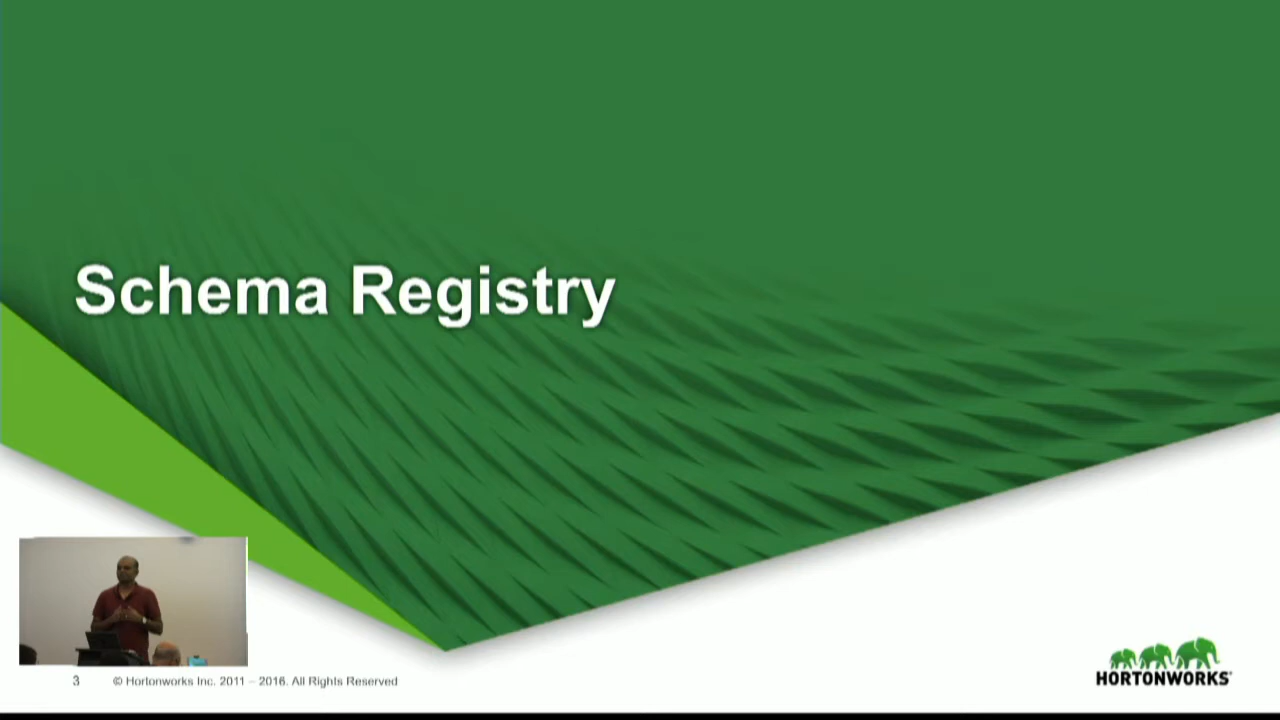 Schema Registry
3 © Hortonworks Inc. 2011 – 2016. All Rights Reserved
HORTONWORKS